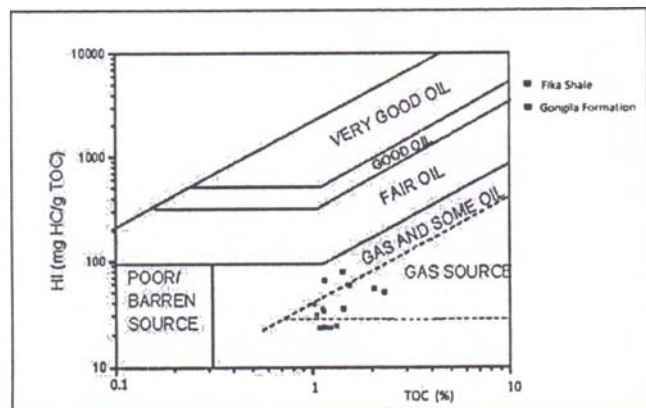 10000
1000
100
10
HI (mg HC/g TOC)
VERY GOOD OIL
GOOD OIL
FAIR OIL
GAS AND SOME OIL
GAS SOURCE
POOR/
BARREN
SOURCE
0.1
1
10
TOC (%)
Fika Shale
Gongila Formation